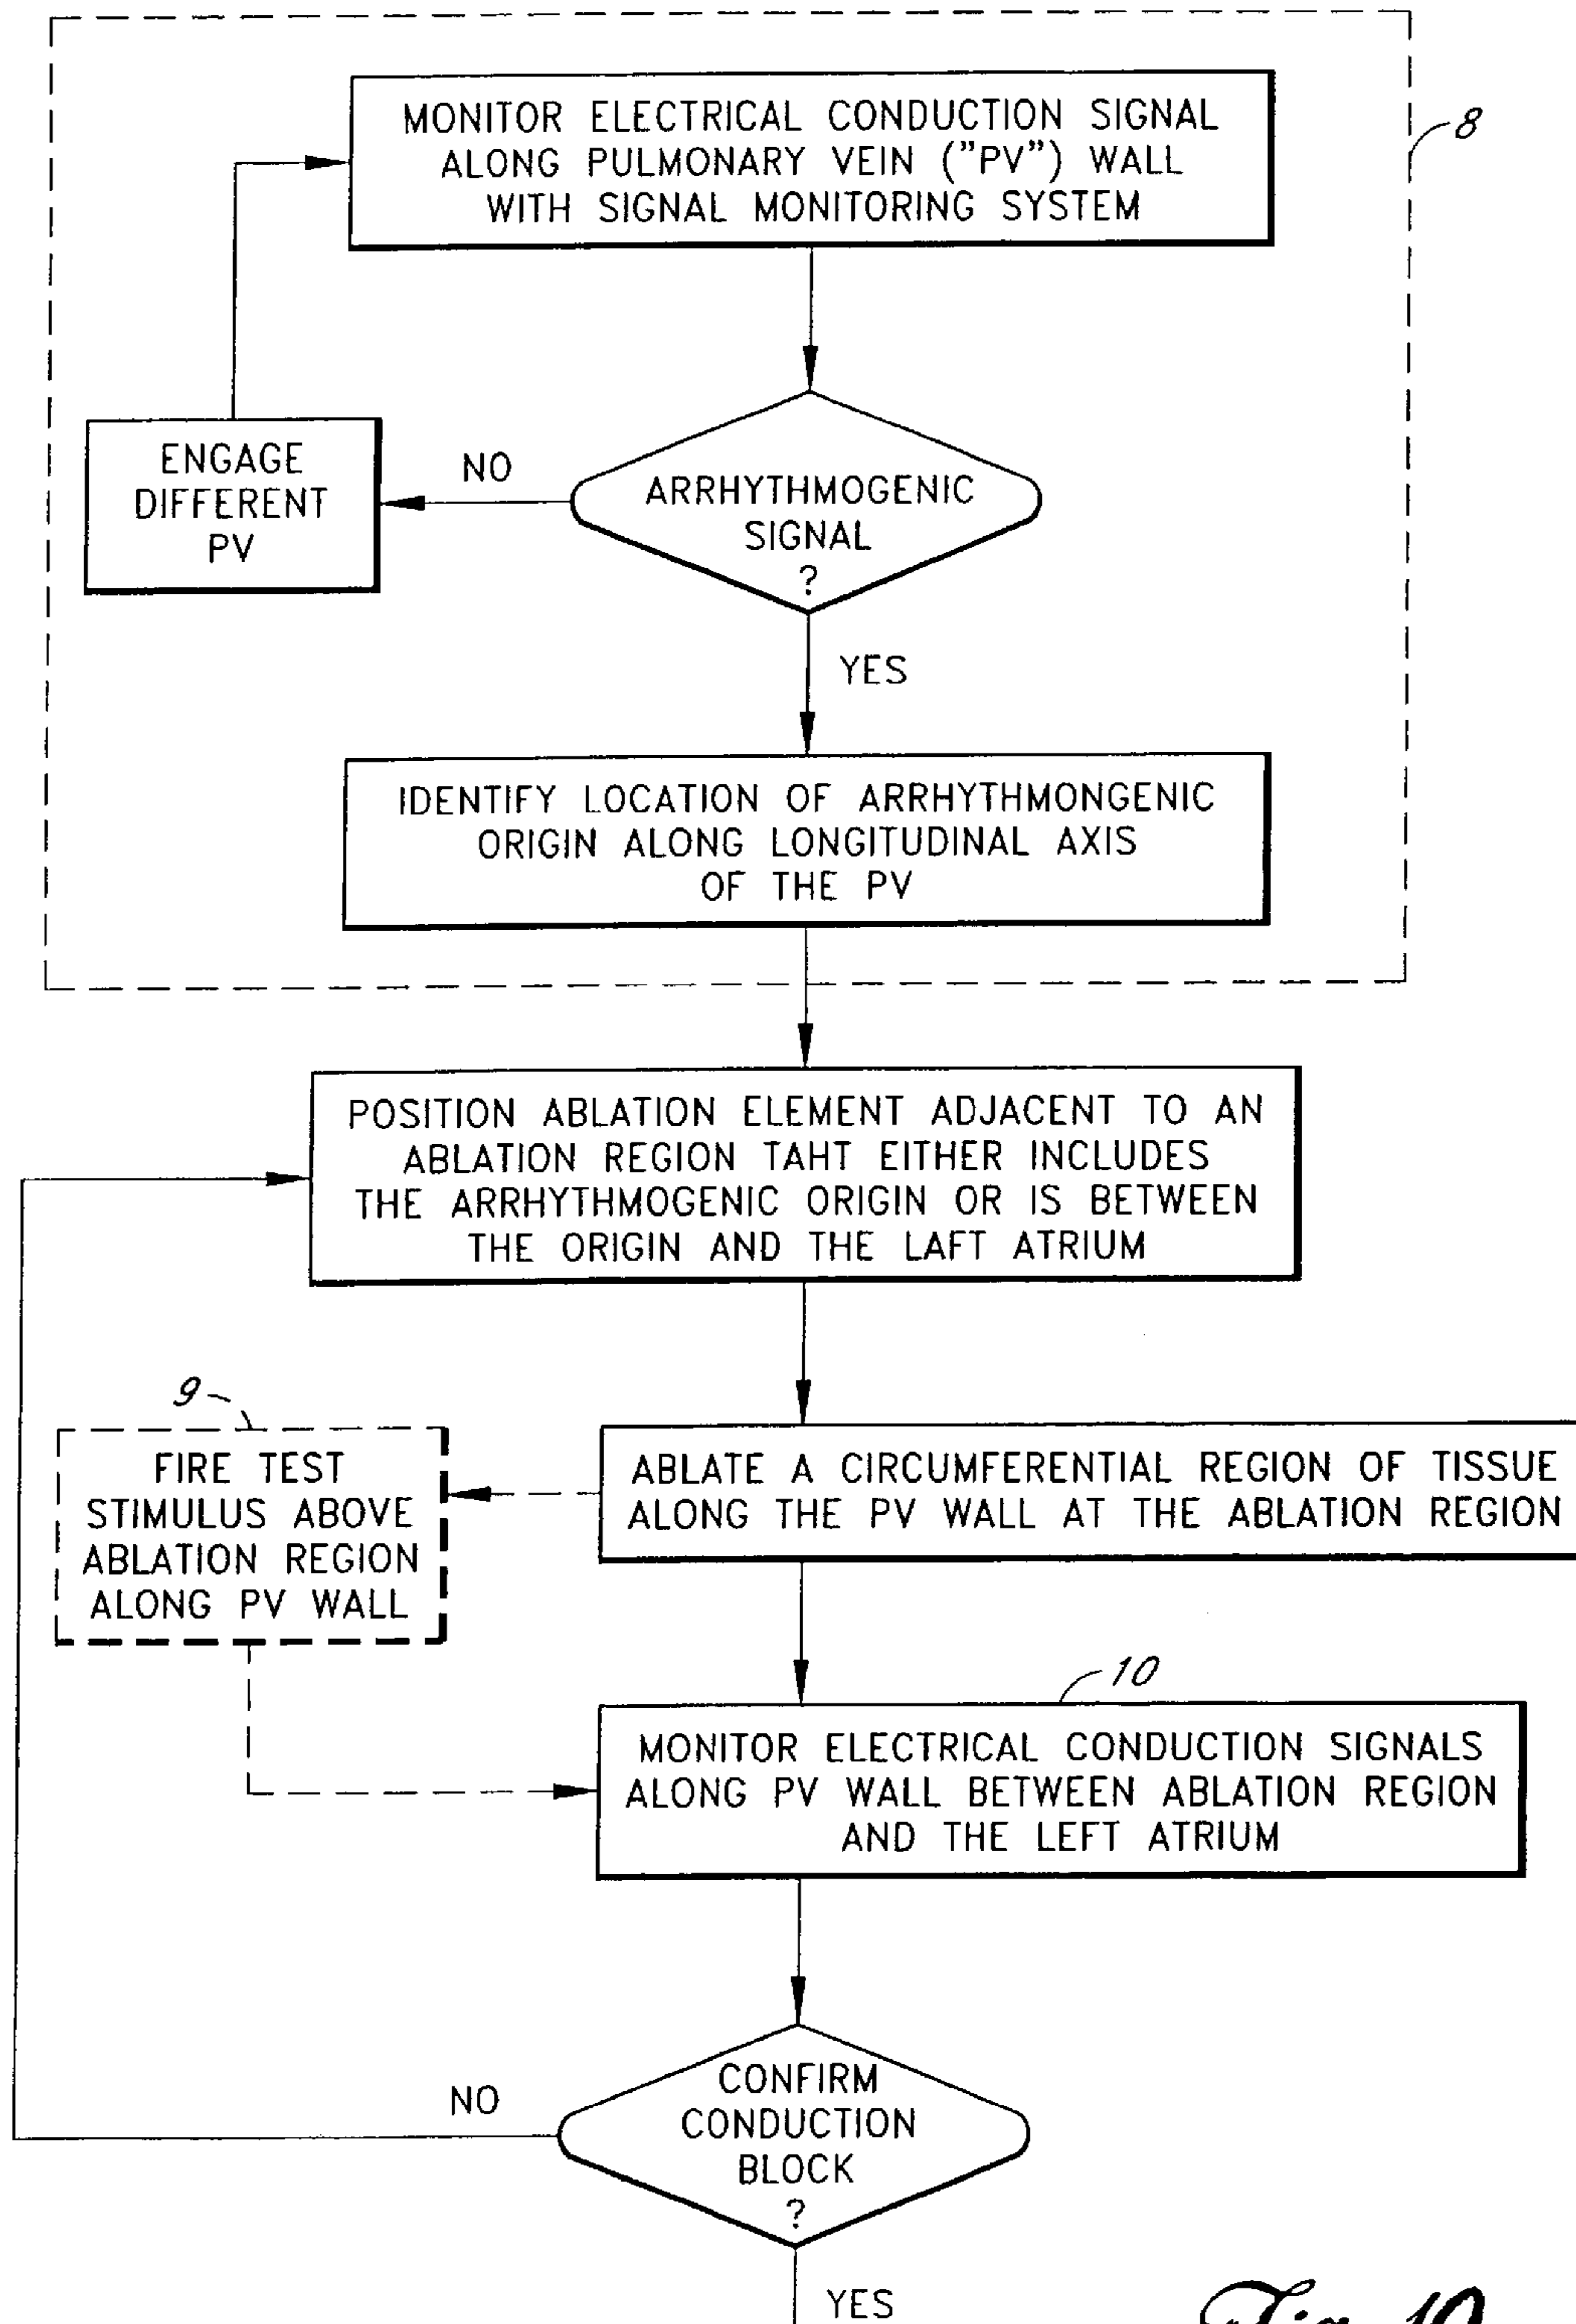 MONITOR ELECTRICAL CONDUCTION SIGNAL
ALONG PULMONARY VEIN ("PV") WALL
WITH SIGNAL MONITORING SYSTEM
8
ENGAGE
DIFFERENT
PV
NO
ARRHYTHMOGENIC
SIGNAL
?
YES
IDENTIFY LOCATION OF ARRHYTHMONGENIC
ORIGIN ALONG LONGITUDINAL AXIS
OF THE PV
POSITION ABLATION ELEMENT ADJACENT TO AN
ABLATION REGION TAHT EITHER INCLUDES
THE ARRHYTHMOGENIC ORIGIN OR IS BETWEEN
THE ORIGIN AND THE LAFT ATRIUM
9
FIRE TEST
STIMULUS ABOVE
ABLATION REGION
ALONG PV WALL
ABLATE A CIRCUMFERENTIAL REGION OF TISSUE
ALONG THE PV WALL AT THE ABLATION REGION
10
MONITOR ELECTRICAL CONDUCTION SIGNALS
ALONG PV WALL BETWEEN ABLATION REGION
AND THE LEFT ATRIUM
NO
CONFIRM
CONDUCTION
BLOCK
?
YES
Fig. 10